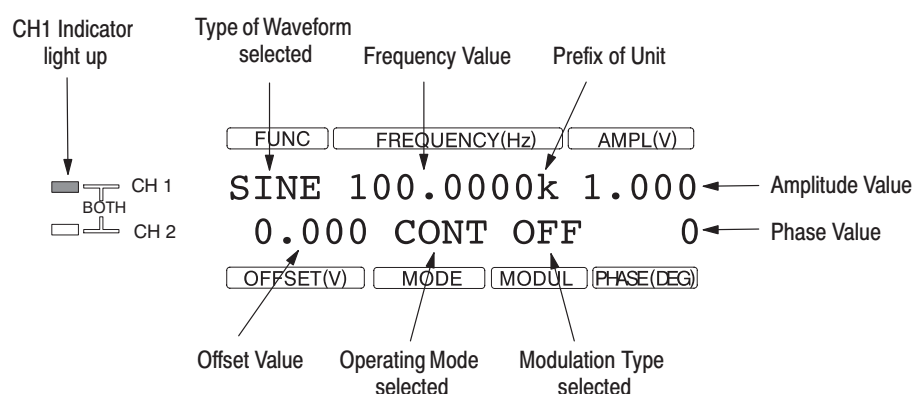 CH1 Indicator
light up
Type of Waveform
selected
Frequency Value
Prefix of Unit
FUNC FREQUENCY(Hz) AMPL(V)
SINE 100.0000k 1.000
Amplitude Value
CH 1
BOTH
CH 2
0.000 CONT OFF 0
Phase Value
OFFSET(V) MODE MODUL PHASE(DEG)
Offset Value
Operating Mode
selected
Modulation Type
selected